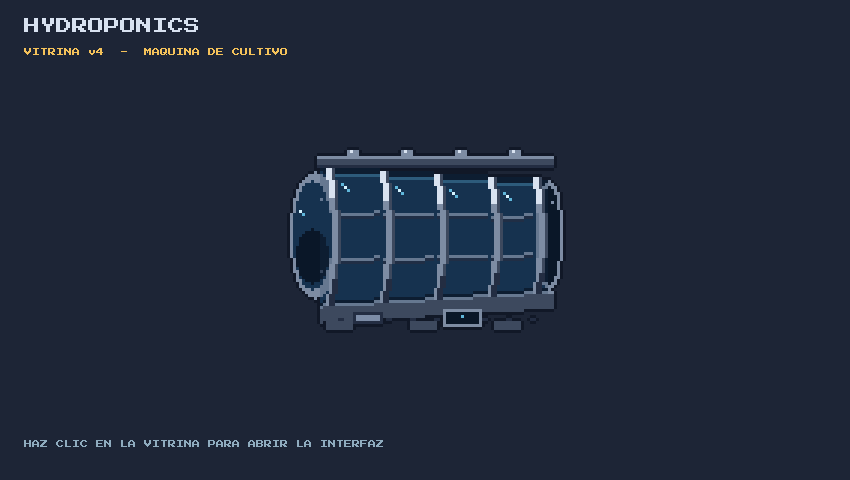 HYDROPONICS
VITRINA v4 - MAQUINA DE CULTIVO
HAZ CLIC EN LA VITRINA PARA ABRIR LA INTERFAZ